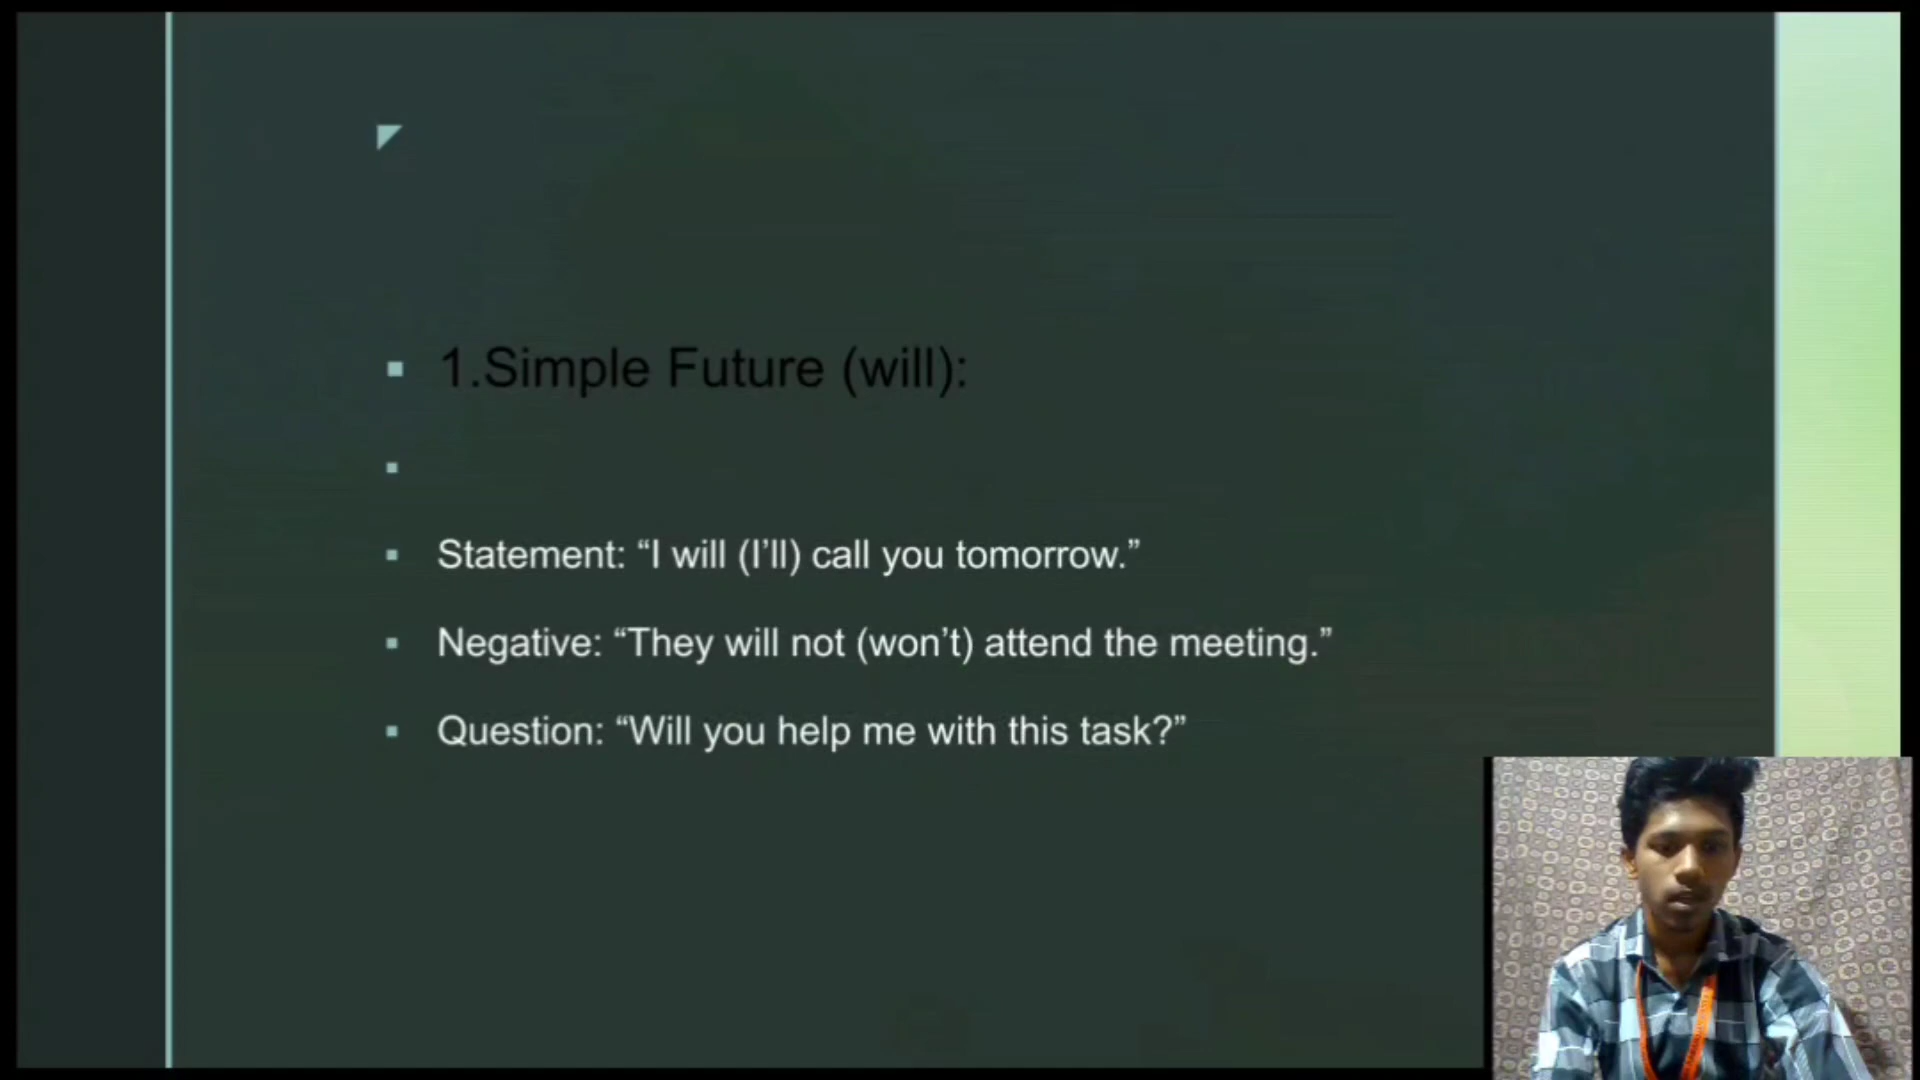 1.Simple Future (will):
Statement: “I will (I’ll) call you tomorrow.”
Negative: “They will not (won’t) attend the meeting.”
Question: “Will you help me with this task?”